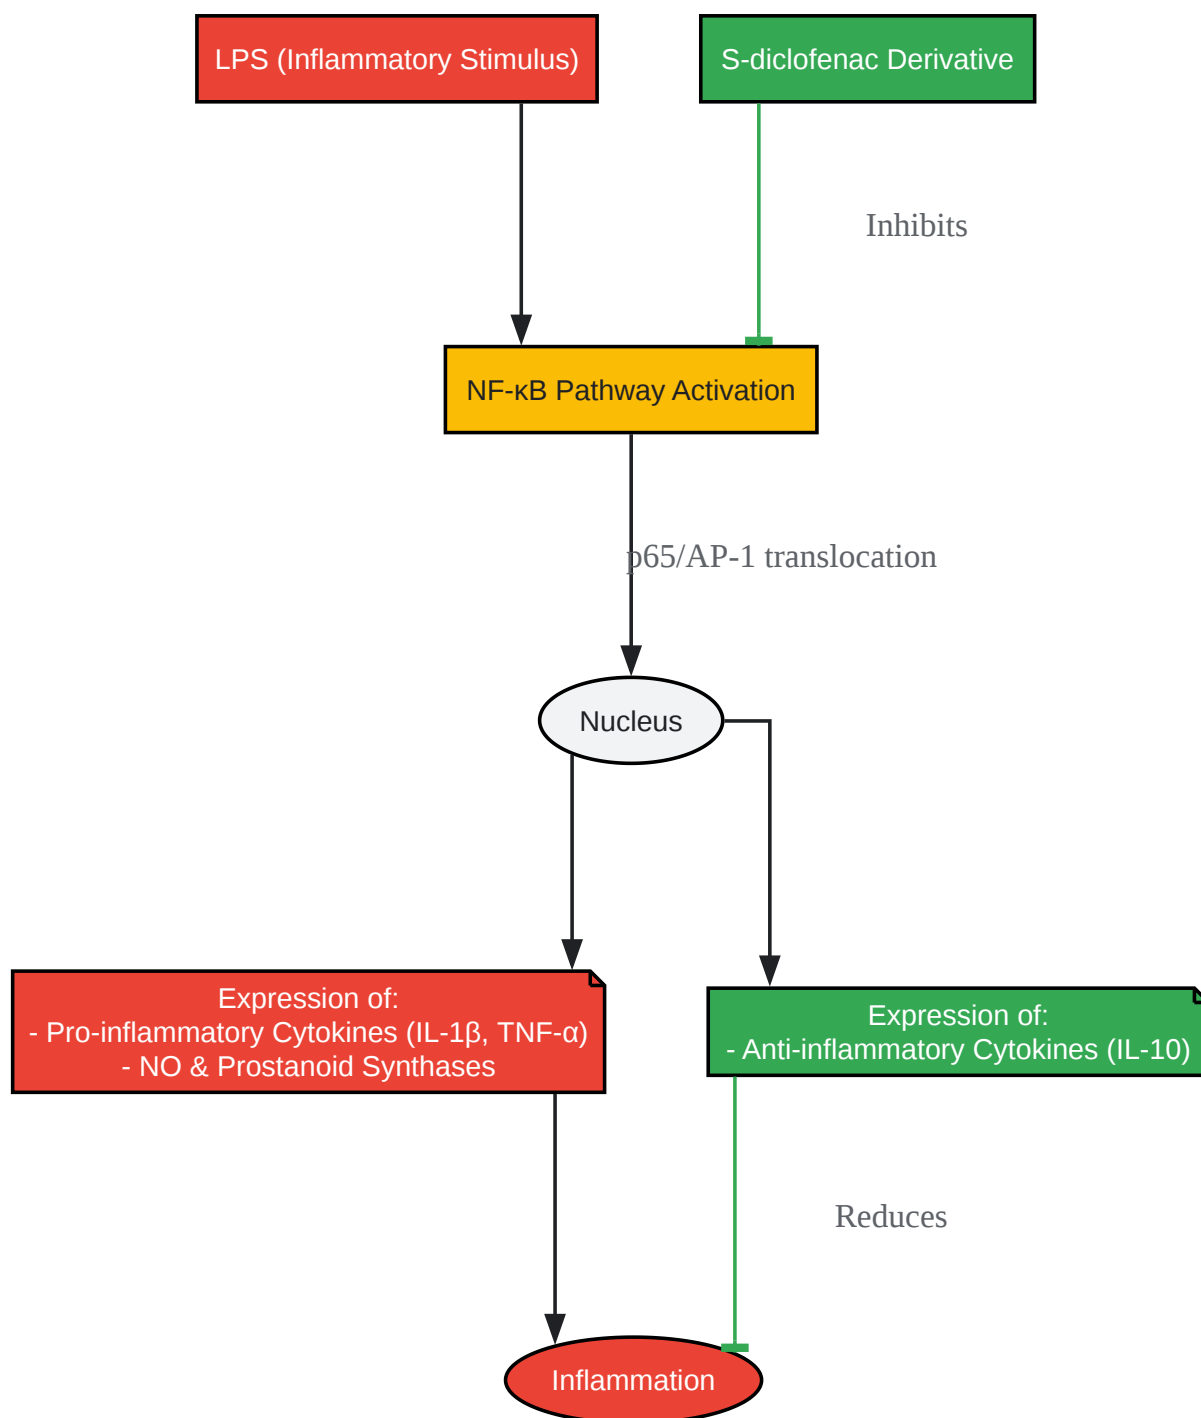 LPS (Inflammatory Stimulus)
S-diclofenac Derivative
Inhibits
NF-κB Pathway Activation
p65/AP-1 translocation
Nucleus
Expression of:
- Pro-inflammatory Cytokines (IL-1β, TNF-α)
- NO & Prostanoid Synthases
Expression of:
- Anti-inflammatory Cytokines (IL-10)
Reduces
Inflammation